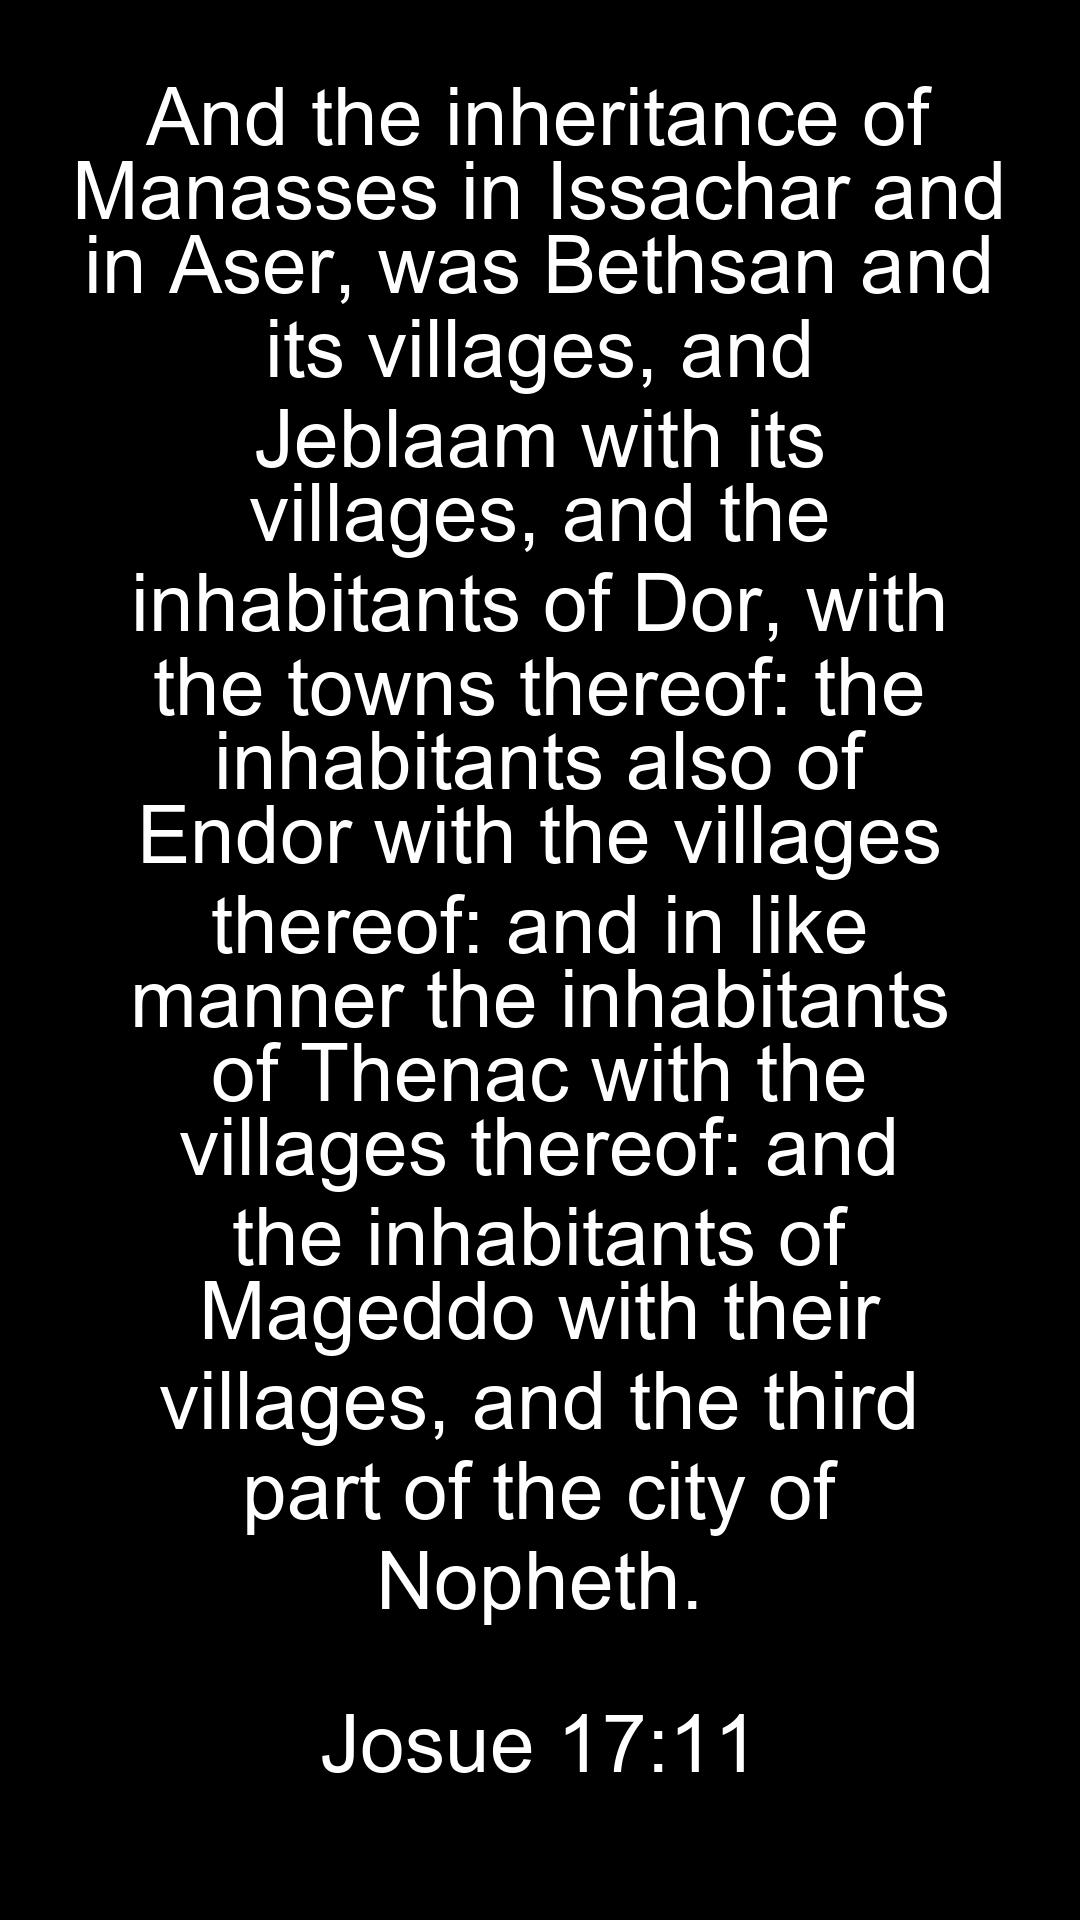 And the inheritance of
Manasses in Issachar and
in Aser, was Bethsan and
its villages, and
Jeblaam with its
villages, and the
inhabitants of Dor, with
the towns thereof: the
inhabitants also of
Endor with the villages
thereof: and in like
manner the inhabitants
of Thenac with the
villages thereof: and
the inhabitants of
Mageddo with their
villages, and the third
part of the city of
Nopheth.
Josue 17:11